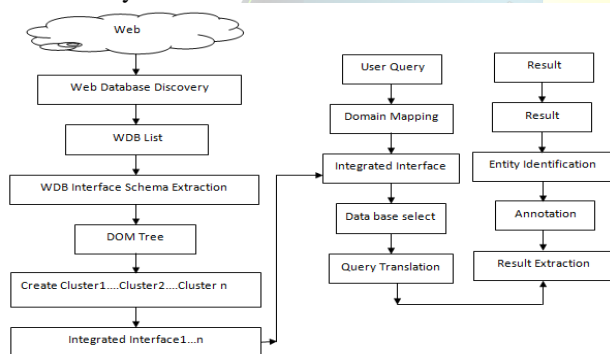 Web
Web Database Discovery
WDB List
WDB Interface Schema Extraction
DOM Tree
Create Cluster1....Cluster2....Cluster n
Integrated Interface1...n
User Query
Domain Mapping
Integrated Interface
Data base select
Query Translation
Result
Result
Entity Identification
Annotation
Result Extraction